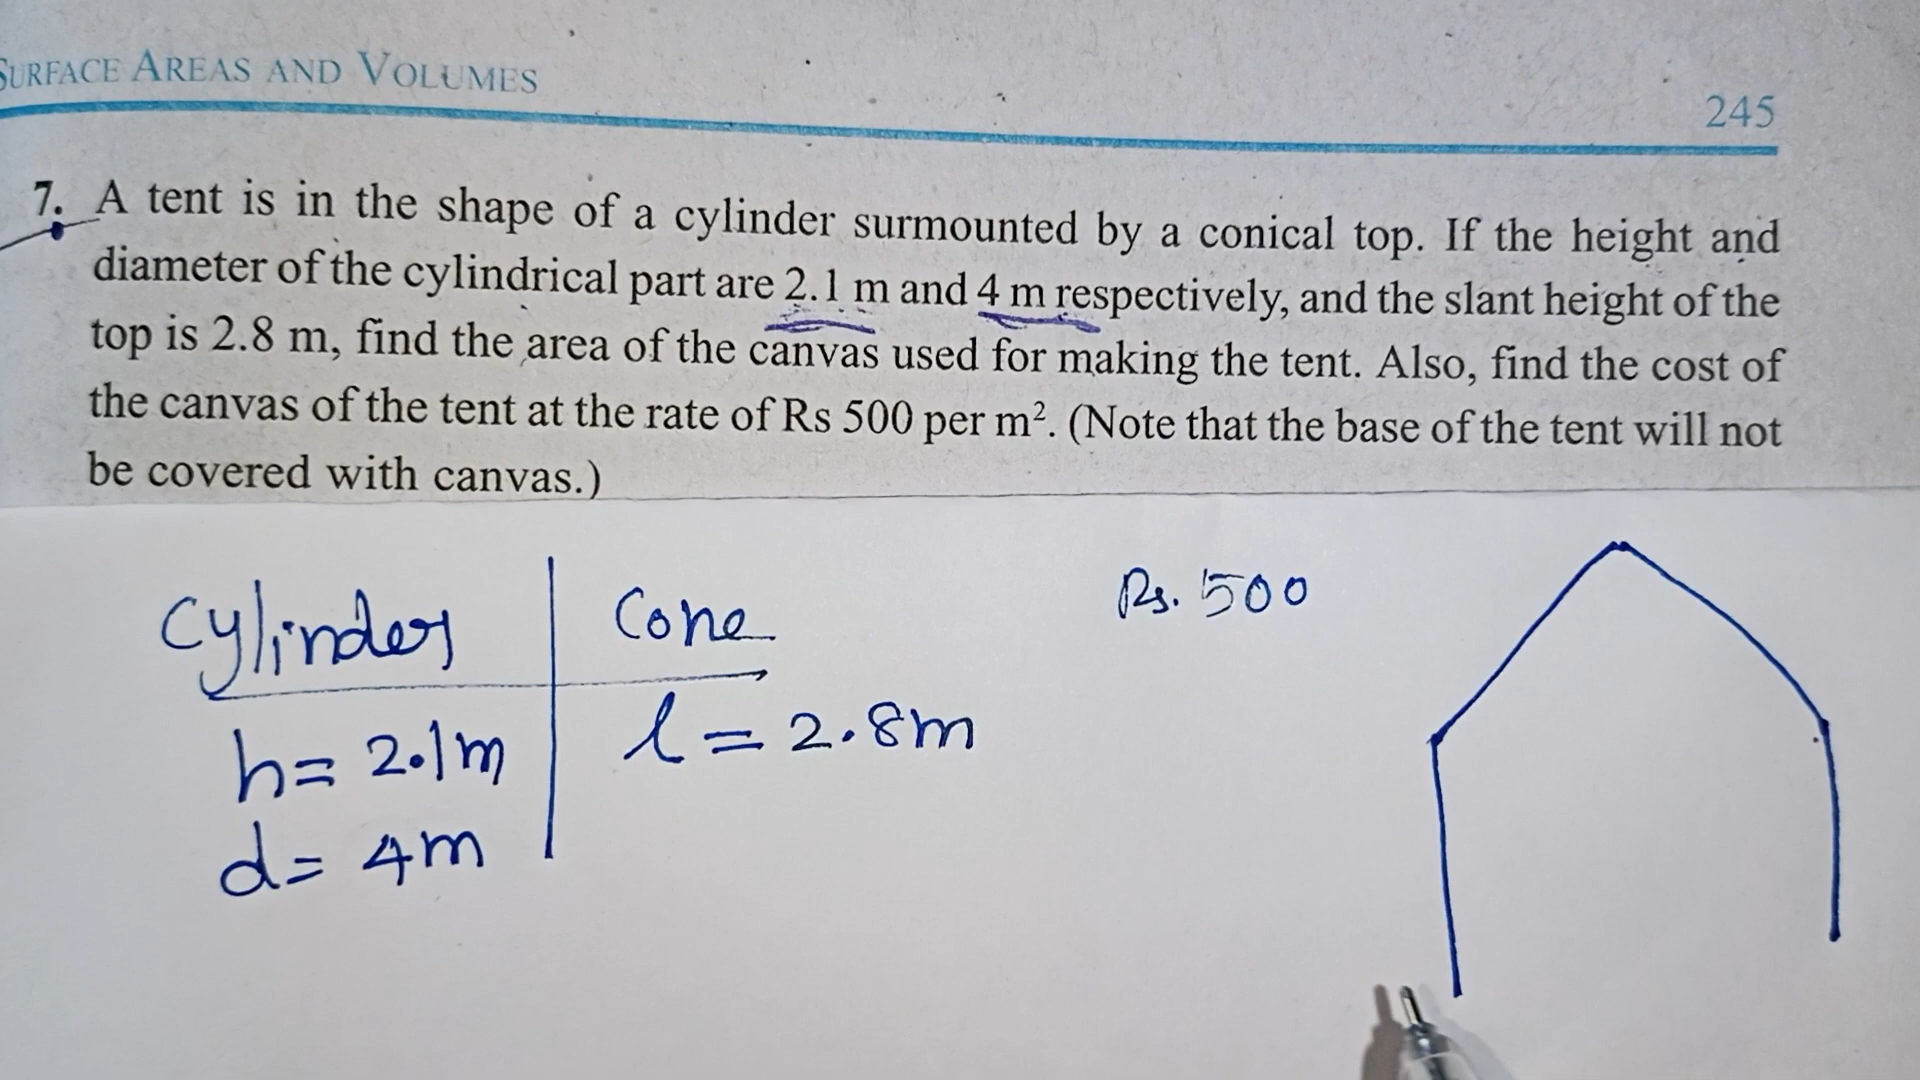 SURFACE AREAS AND VOLUMES
245
7. A tent is in the shape of a cylinder surmounted by a conical top. If the height and
diameter of the cylindrical part are 2.1 m and 4 m respectively, and the slant height of the
top is 2.8 m, find the area of the canvas used for making the tent. Also, find the cost of
the canvas of the tent at the rate of Rs 500 per m². (Note that the base of the tent will not
be covered with canvas.)
Cylinder
Cone
Rs. 500
h= 2.1m
l = 2.8m
d= 4m